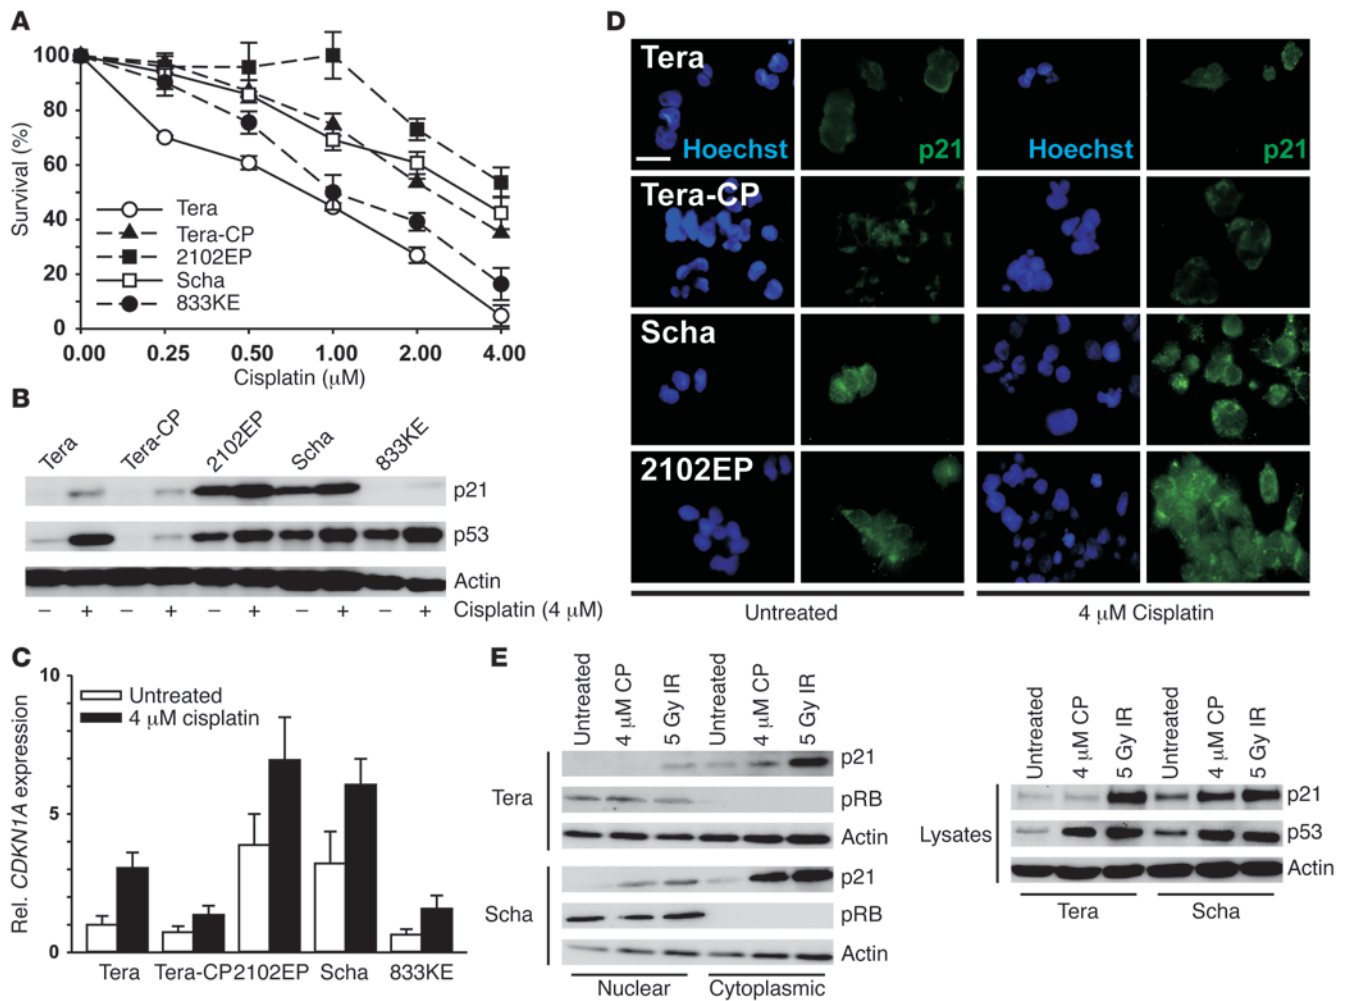 A
Survival (%)
100
80
60
40
20
0
0.00 0.25 0.50 1.00 2.00 4.00
Cisplatin (μM)
Tera
Tera-CP
2102EP
Scha
833KE
B
Tera Tera-CP 2102EP Scha 833KE
p21
p53
Actin
– + – + – + – + – + Cisplatin (4 μM)
C
Rel. CDKN1A expression
10
5
0
Untreated
4 μM cisplatin
Tera Tera-CP 2102EP Scha 833KE
D
Tera
Hoechst p21 Hoechst p21
Tera-CP
Scha
2102EP
Untreated 4 μM Cisplatin
E
Untreated 4 μM CP 5 Gy IR Untreated 4 μM CP 5 Gy IR
Tera
p21
pRB
Actin
Scha
p21
pRB
Actin
Nuclear Cytoplasmic
Untreated 4 μM CP 5 Gy IR Untreated 4 μM CP 5 Gy IR
Lysates
p21
p53
Actin
Tera Scha